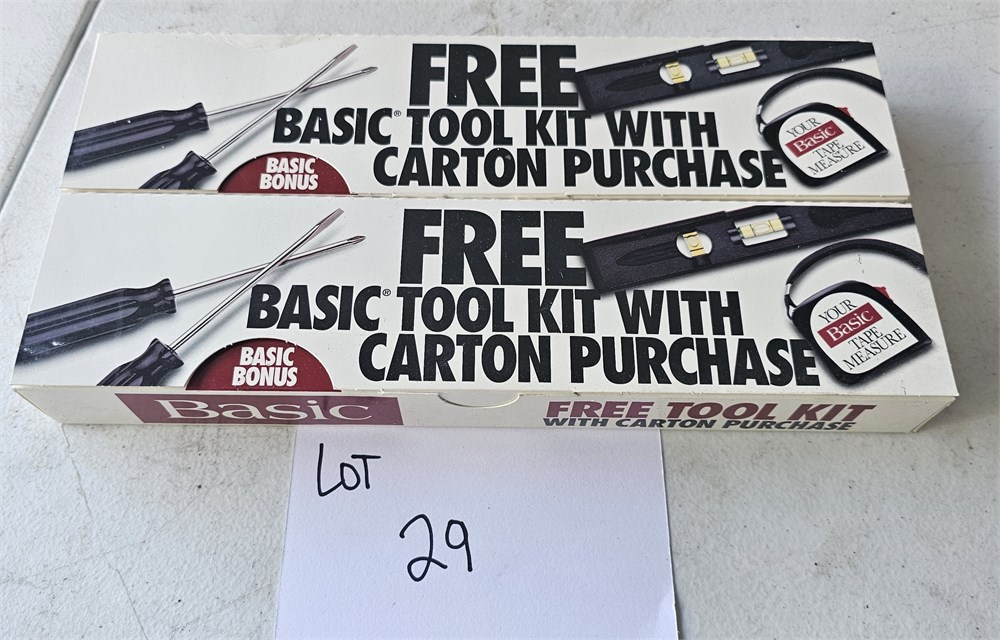 FREE
BASIC® TOOL KIT WITH
CARTON PURCHASE
BASIC
BONUS
YOUR
Basic
TAPE
MEASURE
FREE
BASIC® TOOL KIT WITH
CARTON PURCHASE
BASIC
BONUS
YOUR
Basic
TAPE
MEASURE
Basic
FREE TOOL KIT
WITH CARTON PURCHASE
LOT
29